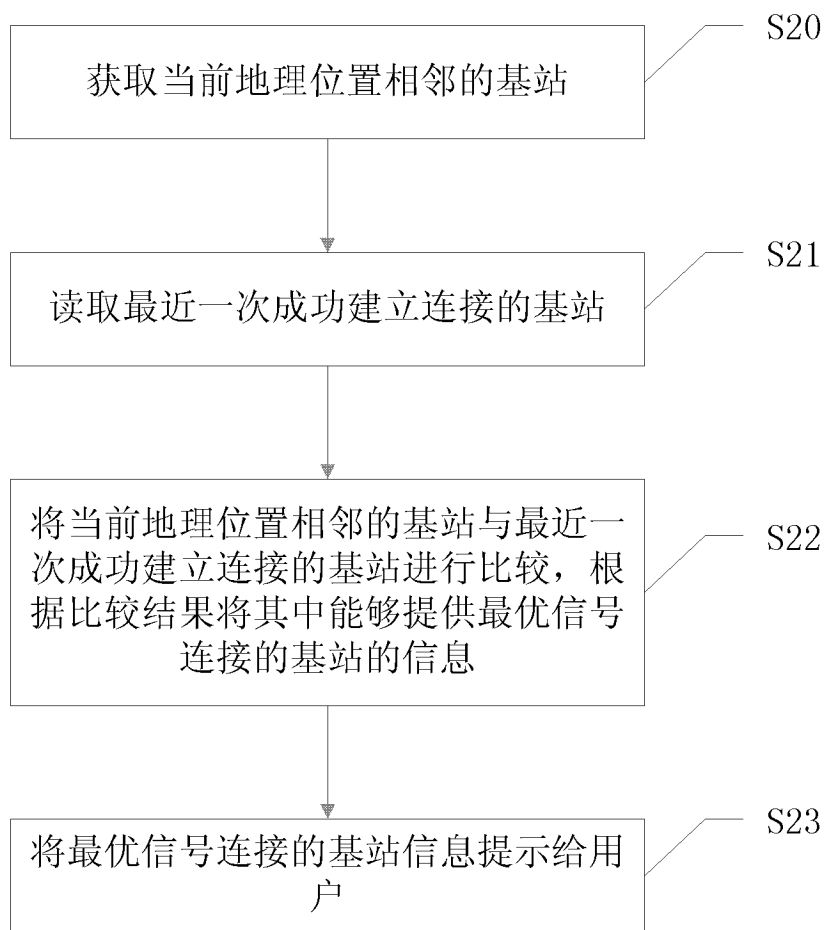 S20
获取当前地理位置相邻的基站
S21
读取最近一次成功建立连接的基站
S22
将当前地理位置相邻的基站与最近一
次成功建立连接的基站进行比较，根
据比较结果将其中能够提供最优信号
连接的基站的信息
S23
将最优信号连接的基站信息提示给用
户